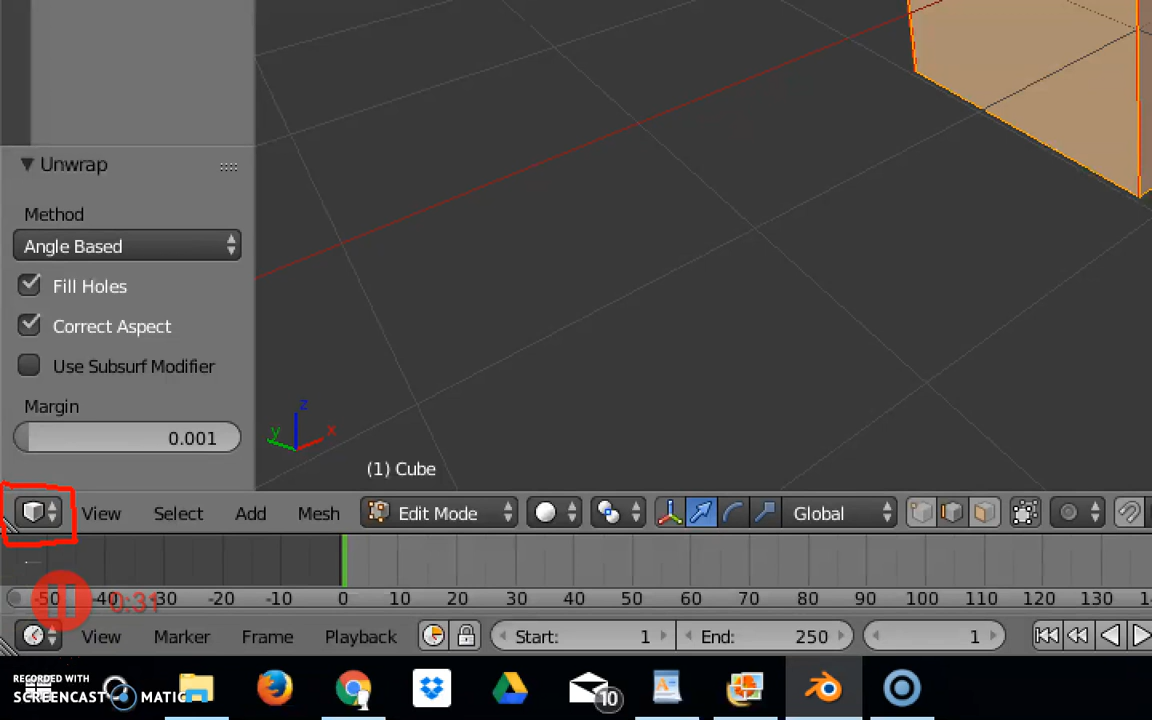 Unwrap
Method
Angle Based
Fill Holes
Correct Aspect
Use Subsurf Modifier
Margin
0.001
z
y x
(1) Cube
View Select Add Mesh Edit Mode Global
-50 -40 -30 -20 -10 0 10 20 30 40 50 60 70 80 90 100 110 120 130
0:31
View Marker Frame Playback Start: 1 End: 250 1
RECORDED WITH
SCREENCAST MATIC
10